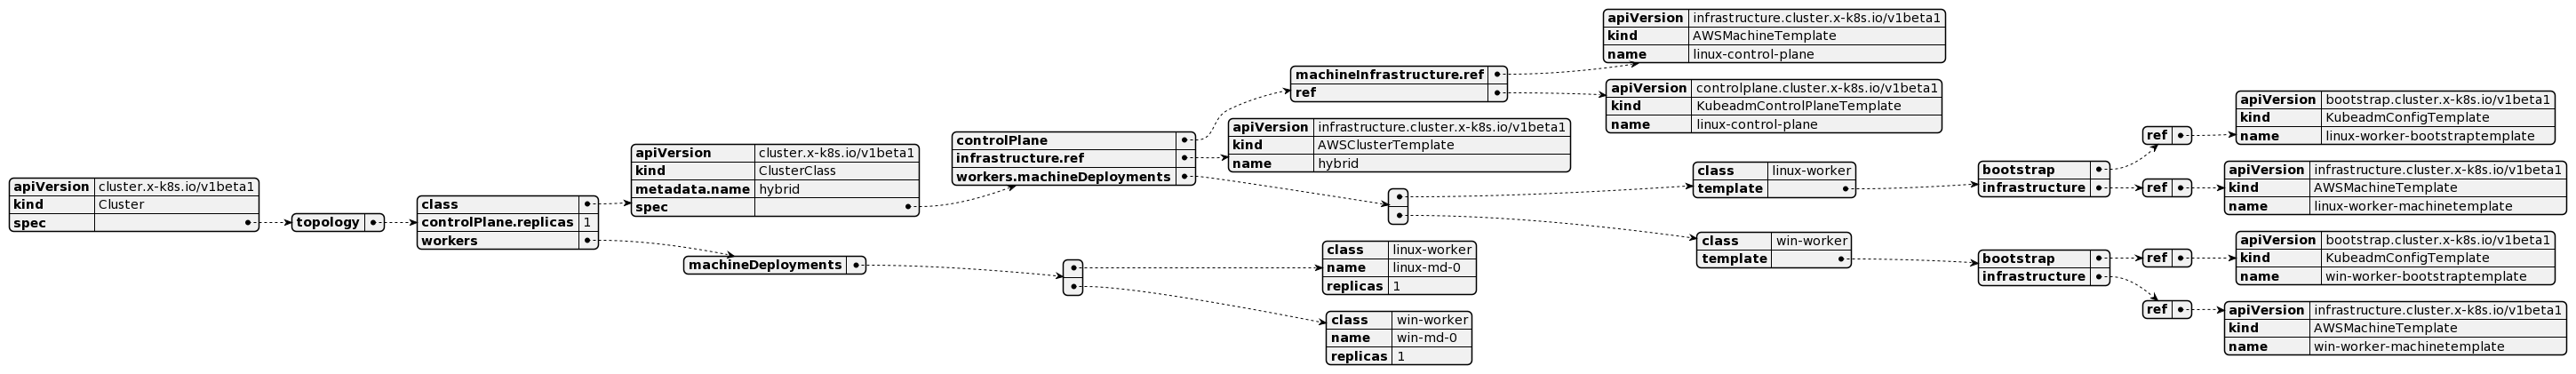 apiVersion cluster.x-k8s.io/v1beta1
kind Cluster
spec
topology
class
controlPlane.replicas 1
workers
apiVersion cluster.x-k8s.io/v1beta1
kind ClusterClass
metadata.name hybrid
spec
machineDeployments
controlPlane
infrastructure.ref
workers.machineDeployments
machineInfrastructure.ref
ref
apiVersion infrastructure.cluster.x-k8s.io/v1beta1
kind AWSMachineTemplate
name linux-control-plane
apiVersion controlplane.cluster.x-k8s.io/v1beta1
kind KubeadmControlPlaneTemplate
name linux-control-plane
apiVersion infrastructure.cluster.x-k8s.io/v1beta1
kind AWSClusterTemplate
name hybrid
class linux-worker
template
bootstrap
infrastructure
ref
apiVersion bootstrap.cluster.x-k8s.io/v1beta1
kind KubeadmConfigTemplate
name linux-worker-bootstraptemplate
ref
apiVersion infrastructure.cluster.x-k8s.io/v1beta1
kind AWSMachineTemplate
name linux-worker-machinetemplate
class win-worker
template
bootstrap
infrastructure
ref
apiVersion bootstrap.cluster.x-k8s.io/v1beta1
kind KubeadmConfigTemplate
name win-worker-bootstraptemplate
ref
apiVersion infrastructure.cluster.x-k8s.io/v1beta1
kind AWSMachineTemplate
name win-worker-machinetemplate
class linux-worker
name linux-md-0
replicas 1
class win-worker
name win-md-0
replicas 1